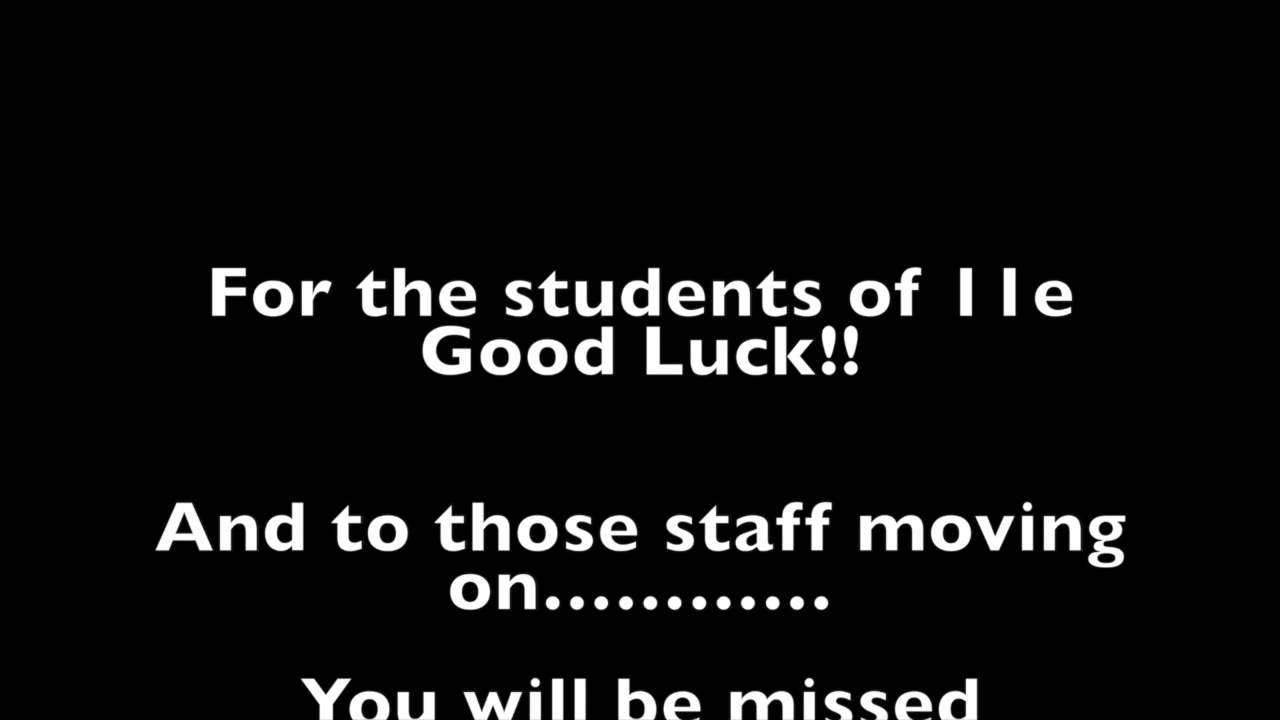 For the students of 11e
Good Luck!!
And to those staff moving
on............
You will be missed